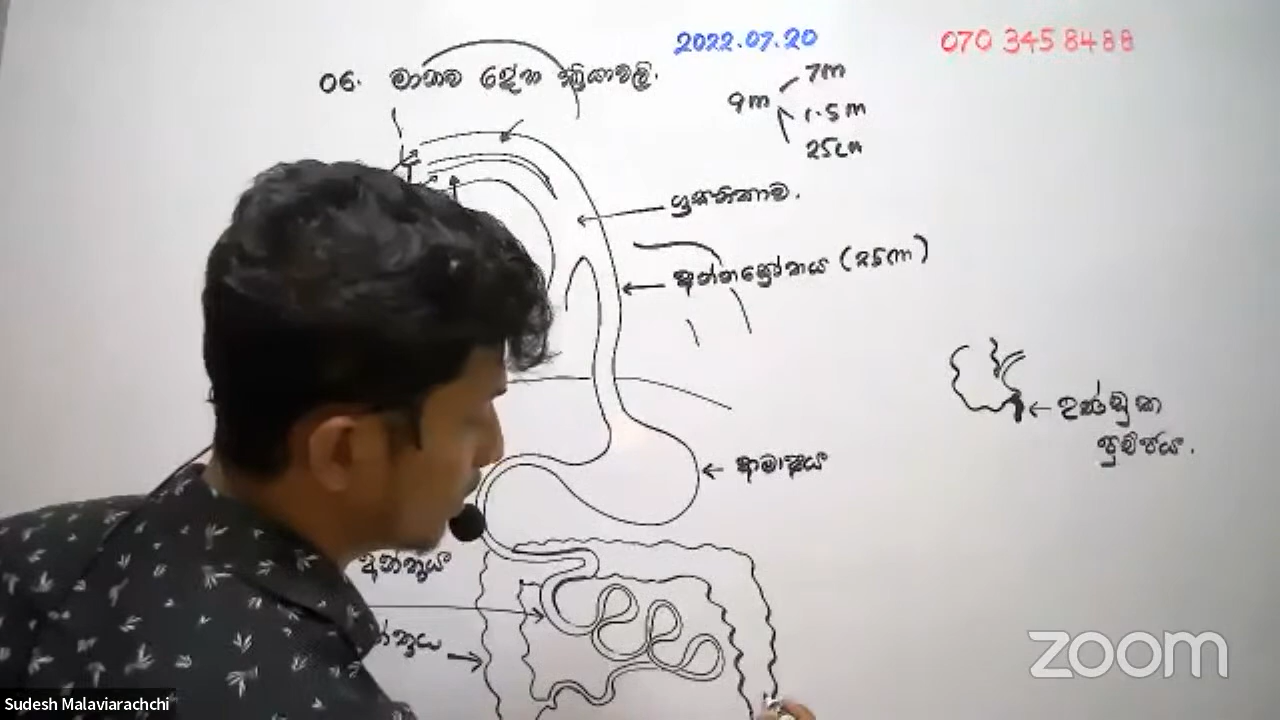 2022.07.20
070 345 8488
06. මානව දේහ ක්‍රියාවලි.
9m
7m
1.5m
25cm
ග්‍රසනිකාව.
අන්නස්‍රෝතය (25cm)
උණ්ඩුක
පුච්ඡය.
ආමාශය
අන්ත්‍රය
zoom
Sudesh Malaviarachchi